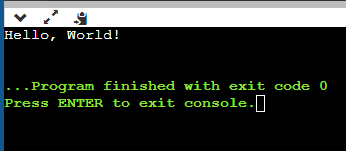 Hello, World!
...Program finished with exit code 0
Press ENTER to exit console.